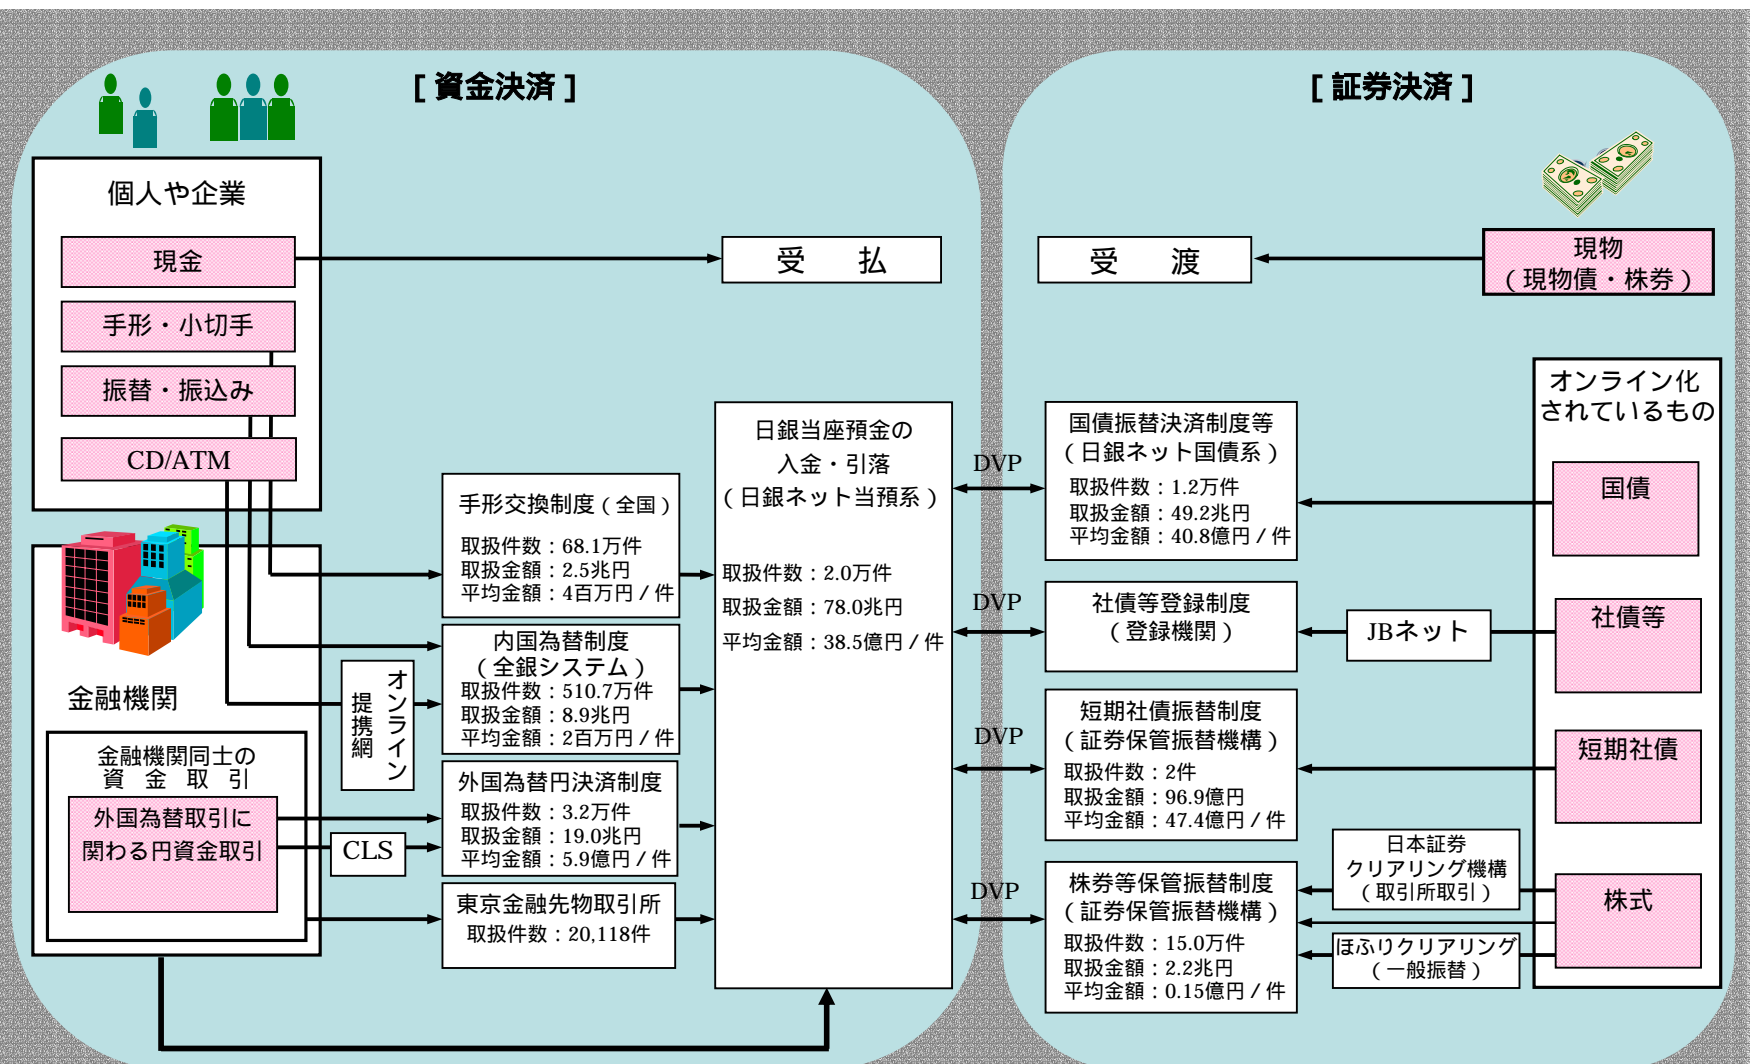 [ 資金決済 ]
個人や企業
現金
手形・小切手
振替・振込み
CD/ATM
受　払
金融機関
金融機関同士の
資　金　取　引
外国為替取引に
関わる円資金取引
オンライン
提携網
CLS
手形交換制度（全国）
取扱件数：68.1万件
取扱金額：2.5兆円
平均金額：4百万円／件
内国為替制度
（全銀システム）
取扱件数：510.7万件
取扱金額：8.9兆円
平均金額：2百万円／件
外国為替円決済制度
取扱件数：3.2万件
取扱金額：19.0兆円
平均金額：5.9億円／件
東京金融先物取引所
取扱件数：20,118件
日銀当座預金の
入金・引落
（日銀ネット当預系）
取扱件数：2.0万件
取扱金額：78.0兆円
平均金額：38.5億円／件
[ 証券決済 ]
受　渡
現物
（現物債・株券）
DVP
国債振替決済制度等
（日銀ネット国債系）
取扱件数：1.2万件
取扱金額：49.2兆円
平均金額：40.8億円／件
DVP
社債等登録制度
（登録機関）
JBネット
DVP
短期社債振替制度
（証券保管振替機構）
取扱件数：2件
取扱金額：96.9億円
平均金額：47.4億円／件
DVP
株券等保管振替制度
（証券保管振替機構）
取扱件数：15.0万件
取扱金額：2.2兆円
平均金額：0.15億円／件
日本証券
クリアリング機構
（取引所取引）
ほふりクリアリング
（一般振替）
オンライン化
されているもの
国債
社債等
短期社債
株式